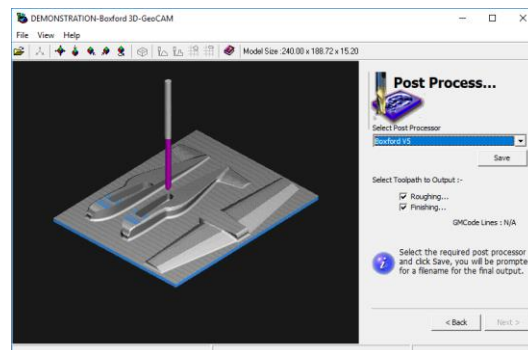 DEMONSTRATION-Boxford 3D-GeoCAM
File View Help
Model Size :240.00 x 188.72 x 15.20
Post Process...
Select Post Processor
Boxford V5
Save
Select Toolpath to Output :-
Roughing...
Finishing...
GMCode Lines : N/A
Select the required post processor
and click Save, you will be prompte
for a filename for the final output.
< Back Next >